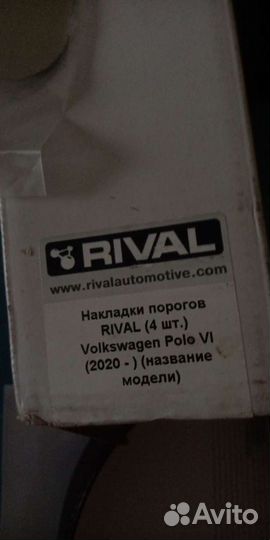 RIVAL
www.rivalautomotive.com
Накладки порогов
RIVAL (4 шт.)
Volkswagen Polo VI
(2020 - ) (название
модели)
Avito